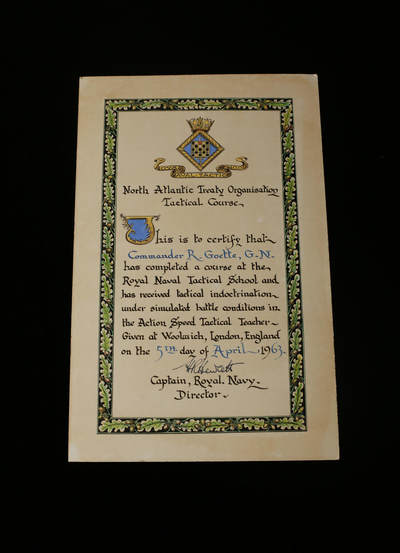 North Atlantic Treaty Organisation
Tactical Course
This is to certify that
Commander R. Goette, G.N.
has completed a course at the
Royal Naval Tactical School and
has received tactical indoctrination
under simulated battle conditions in
the Action Speed Tactical Teacher
Given at Woolwich, London, England
on the 5th day of April 1963.
Captain, Royal Navy
Director